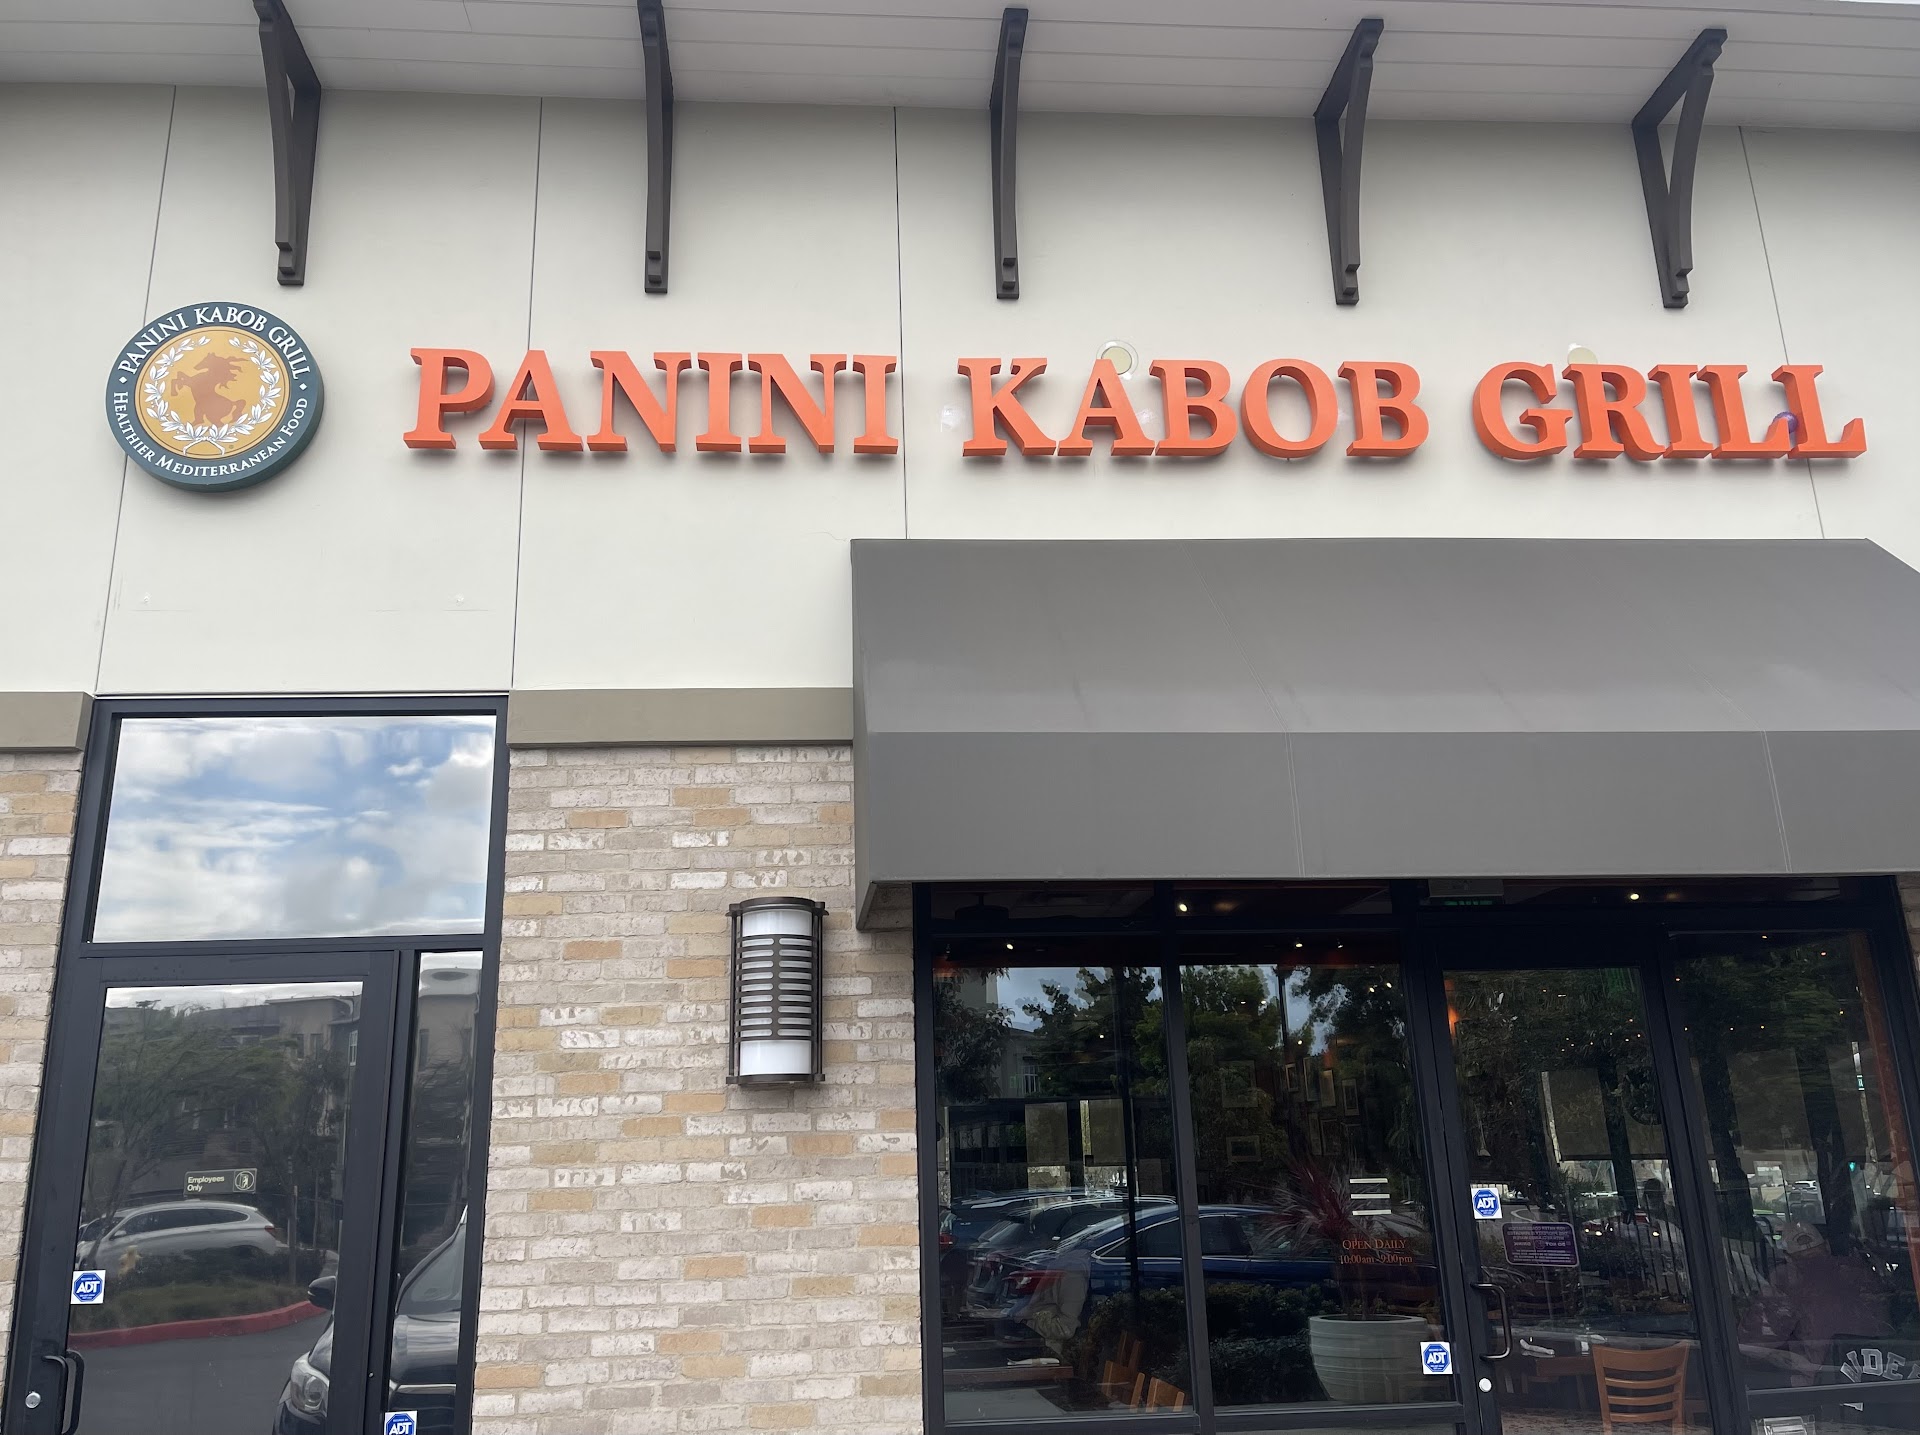 PANINI KABOB GRILL
HEALTHIER MEDITERRANEAN FOOD
PANINI KABOB GRILL
Employees
Only
ADT
ADT
OPEN DAILY
10:00am-9:00pm
ADT
ADT